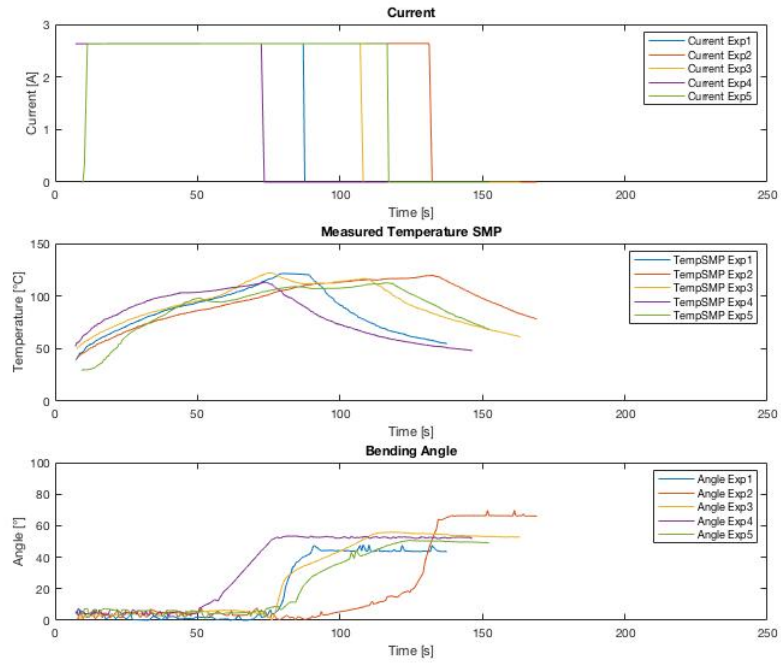 Current
3
2
1
0
Current [A]
Current Exp1
Current Exp2
Current Exp3
Current Exp4
Current Exp5
0 50 100 150 200 250
Time [s]
Measured Temperature SMP
150
100
50
0
Temperature [°C]
TempSMP Exp1
TempSMP Exp2
TempSMP Exp3
TempSMP Exp4
TempSMP Exp5
0 50 100 150 200 250
Time [s]
Bending Angle
100
80
60
40
20
0
Angle [°]
Angle Exp1
Angle Exp2
Angle Exp3
Angle Exp4
Angle Exp5
0 50 100 150 200 250
Time [s]